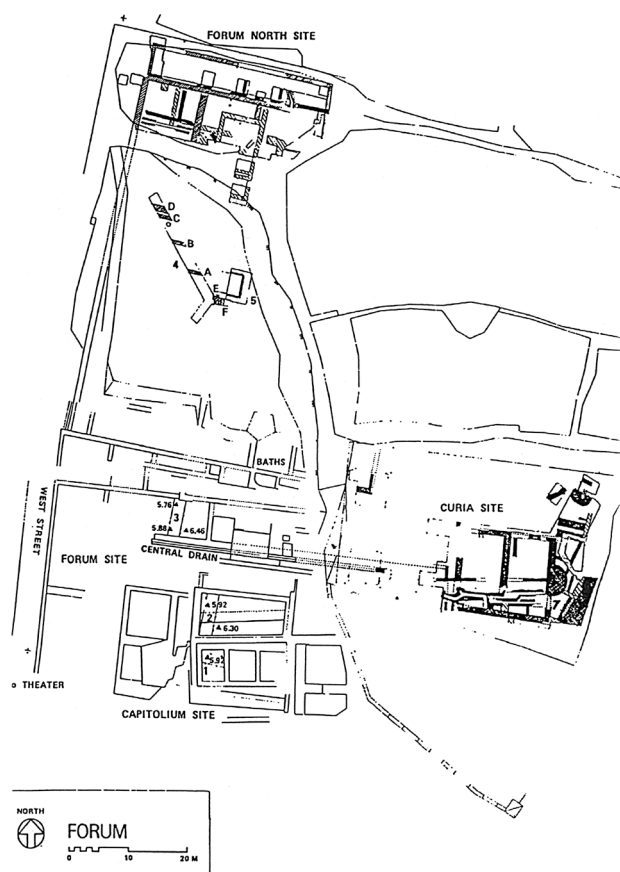 FORUM NORTH SITE
D
C
B
4
A
E
5
F
BATHS
WEST STREET
5.76
3
5.88
6.46
CURIA SITE
FORUM SITE
CENTRAL DRAIN
5.92
2
6.30
7
5.92
1
THEATER
CAPITOLIUM SITE
NORTH
FORUM
0 10 20 M